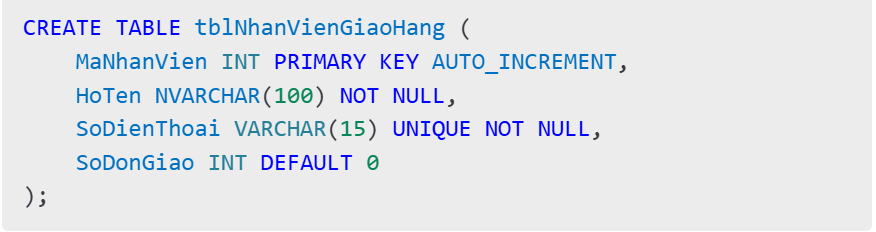 CREATE TABLE tblNhanVienGiaoHang (
    MaNhanVien INT PRIMARY KEY AUTO_INCREMENT,
    HoTen NVARCHAR(100) NOT NULL,
    SoDienThoai VARCHAR(15) UNIQUE NOT NULL,
    SoDonGiao INT DEFAULT 0
);